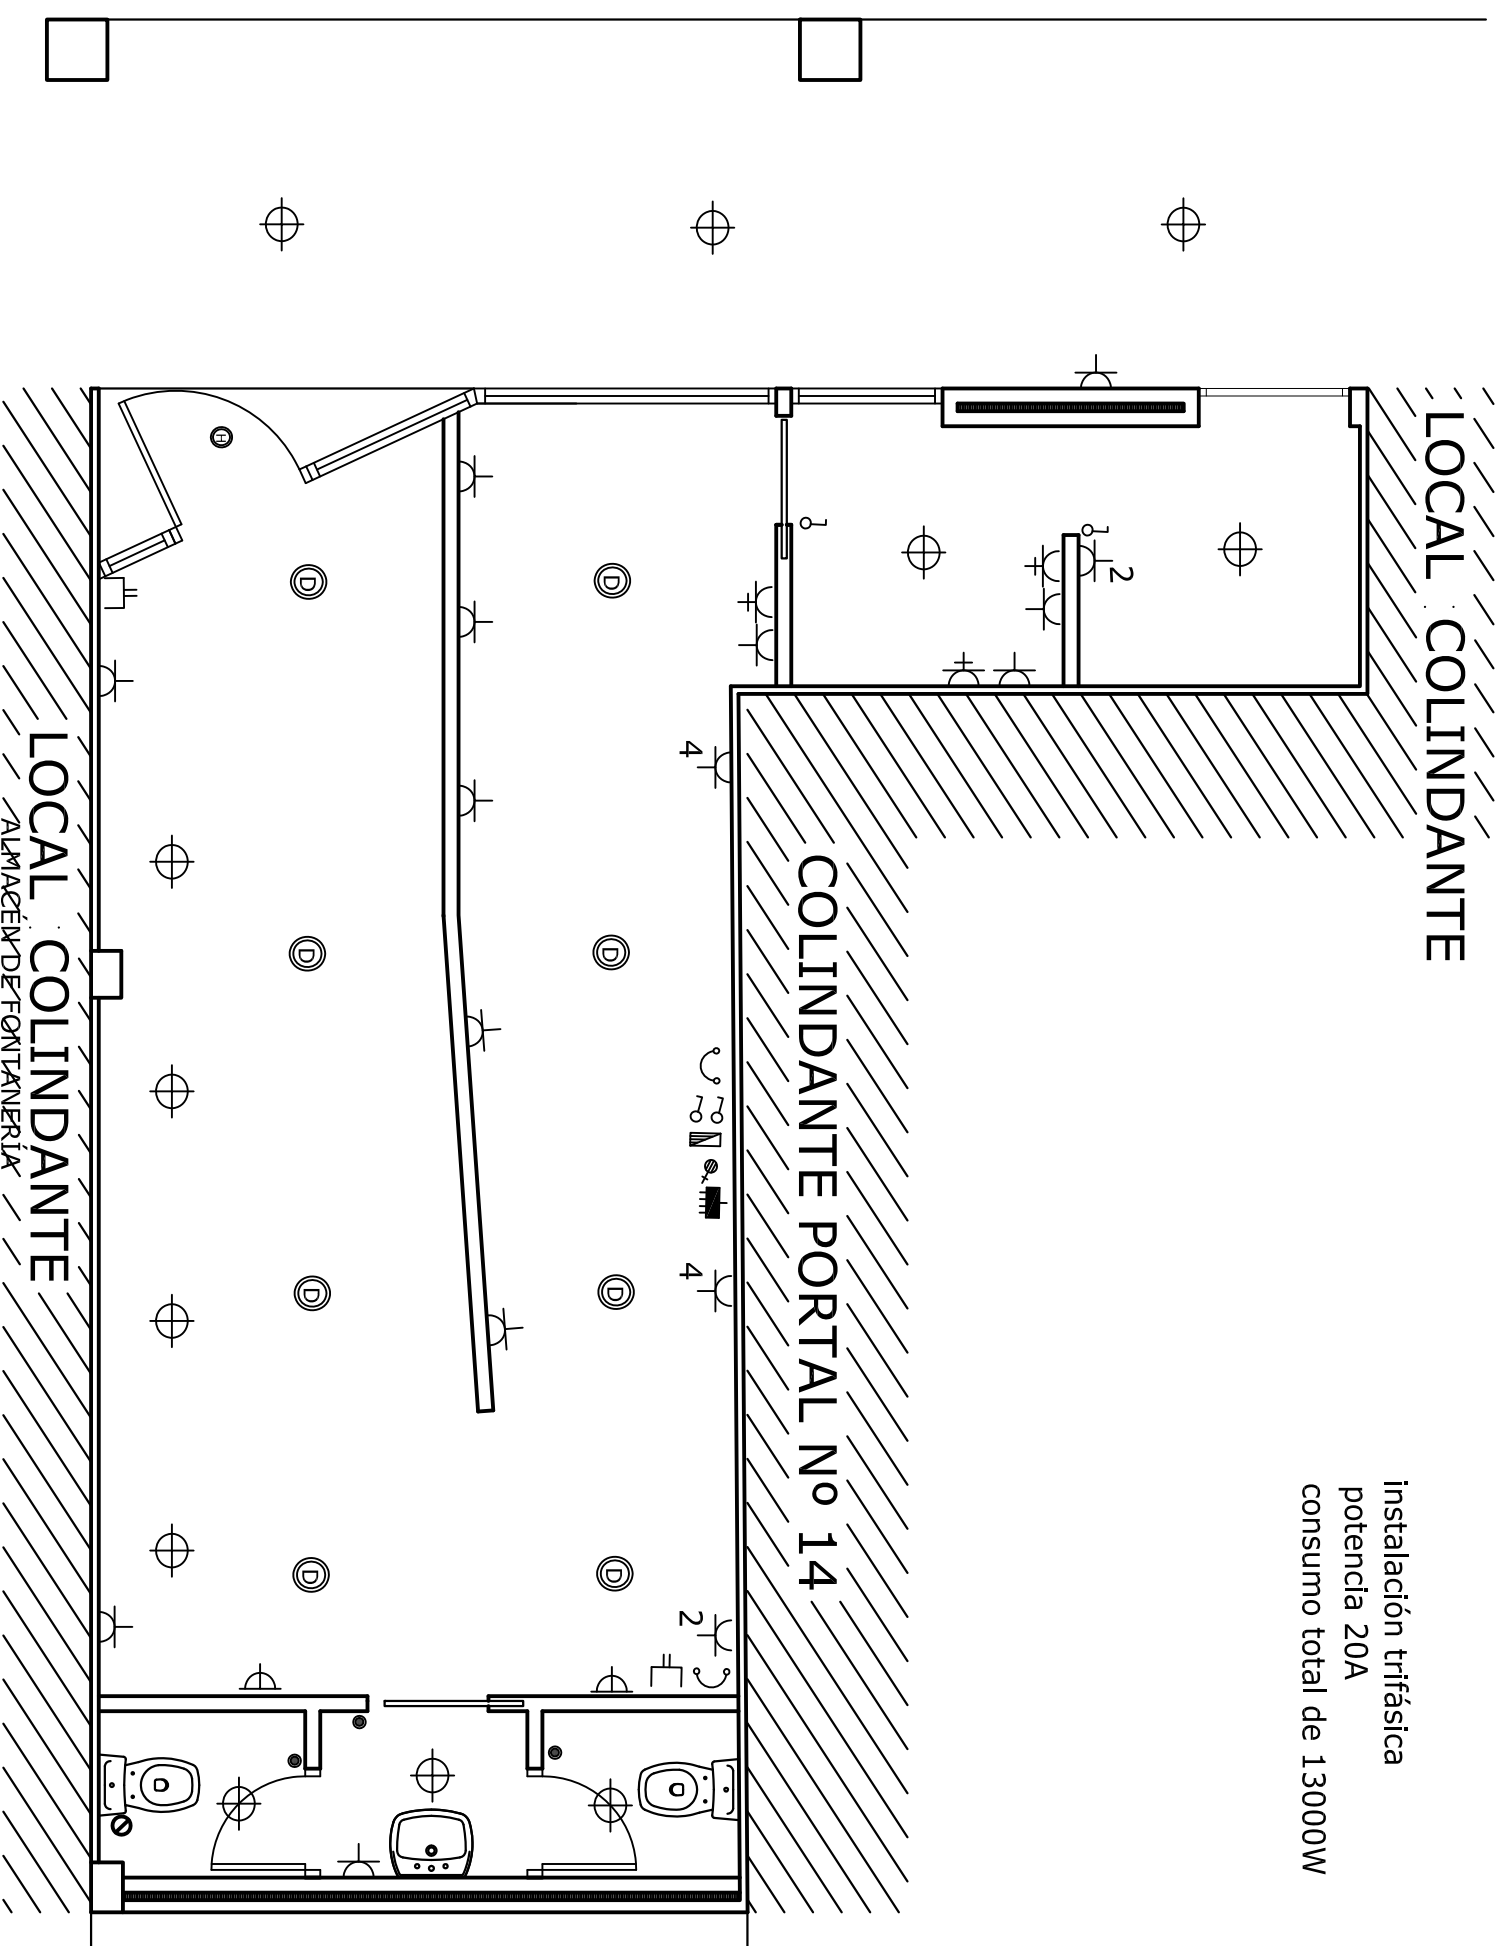 LOCAL COLINDANTE
instalación trifásica
potencia 20A
consumo total de 13000W
H
2
D
D
4
COLINDANTE PORTAL Nº 14
D
D
4
D
D
D
D
2
LOCAL COLINDANTE
ALMACÉN DE FONTANERÍA